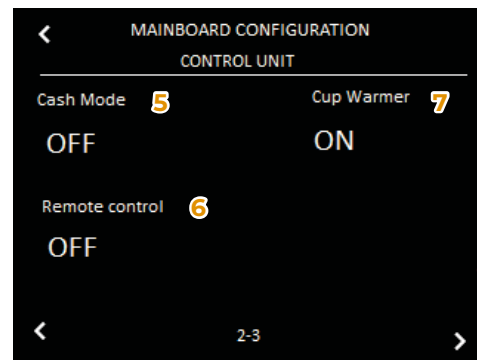 MAINBOARD CONFIGURATION
CONTROL UNIT
Cash Mode 5
Cup Warmer 7
OFF
ON
Remote control 6
OFF
2-3